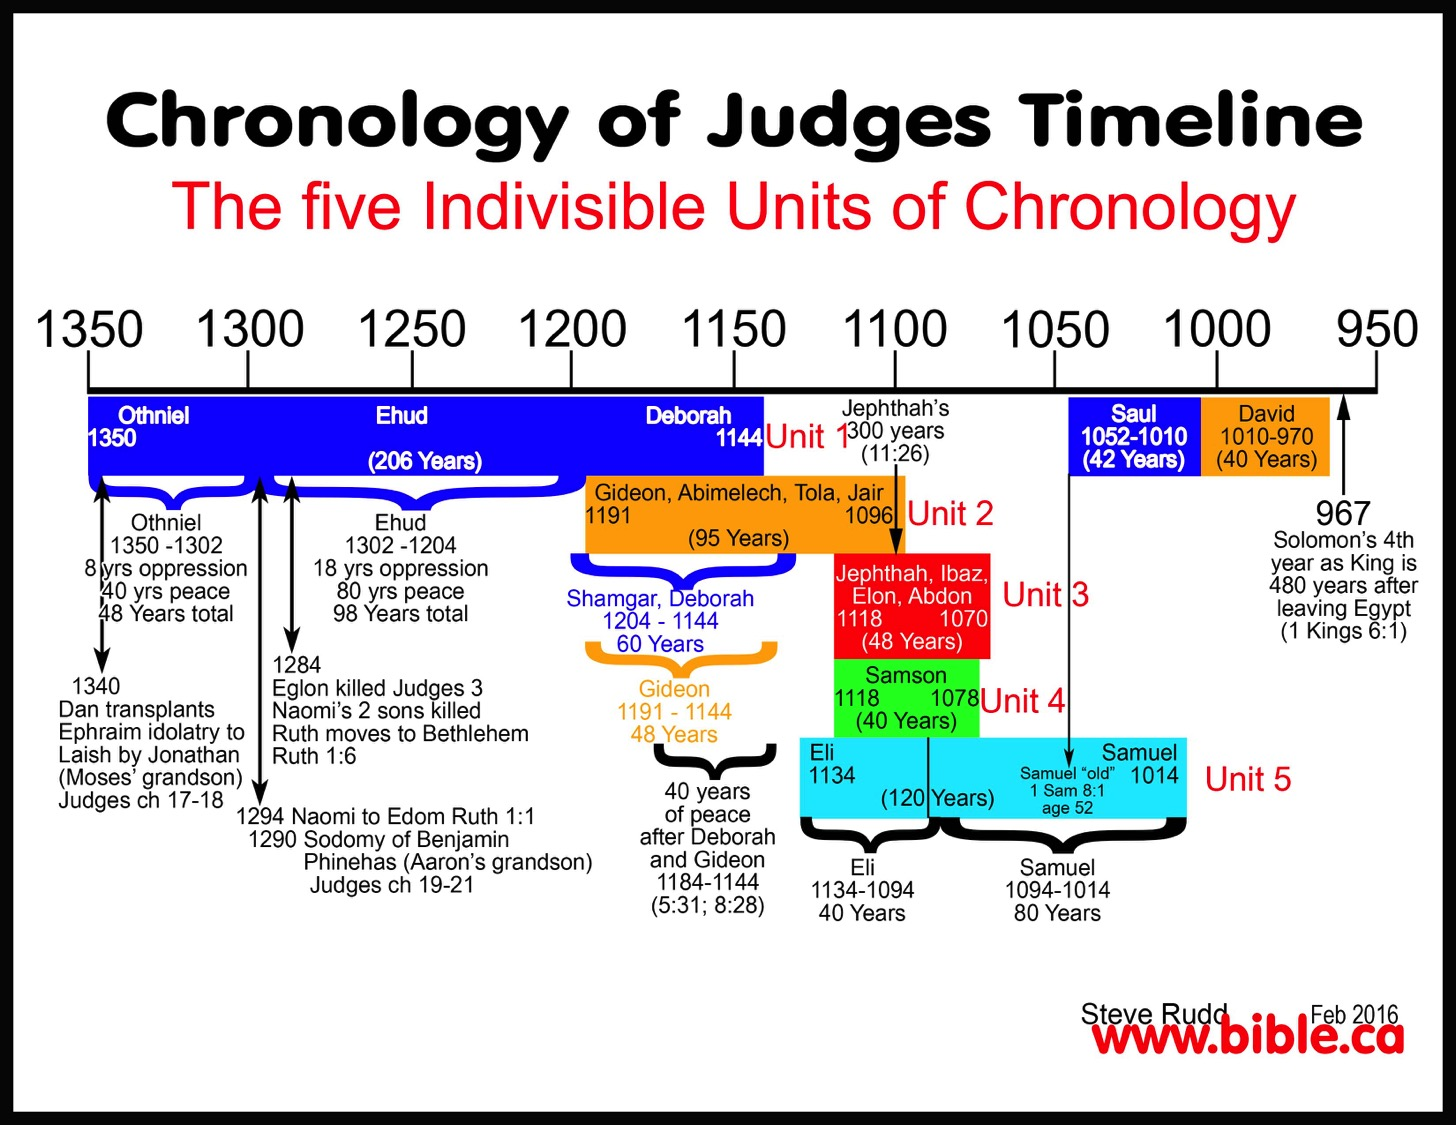 Chronology of Judges Timeline
The five Indivisible Units of Chronology
1350 1300 1250 1200 1150 1100 1050 1000 950
Othniel Ehud Deborah
1350 1144
(206 Years)
Unit 1
Jephthah's
300 years
(11:26)
Saul
1052-1010
(42 Years)
David
1010-970
(40 Years)
Gideon, Abimelech, Tola, Jair
1191 1096
(95 Years)
Unit 2
967
Solomon's 4th
year as King is
480 years after
leaving Egypt
(1 Kings 6:1)
Othniel
1350 -1302
8 yrs oppression
40 yrs peace
48 Years total
Ehud
1302 -1204
18 yrs oppression
80 yrs peace
98 Years total
Shamgar, Deborah
1204 - 1144
60 Years
Jephthah, Ibaz,
Elon, Abdon
1118 1070
(48 Years)
Unit 3
Gideon
1191 - 1144
48 Years
Samson
1118 1078
(40 Years)
Unit 4
1340
Dan transplants
Ephraim idolatry to
Laish by Jonathan
(Moses' grandson)
Judges ch 17-18
1284
Eglon killed Judges 3
Naomi's 2 sons killed
Ruth moves to Bethlehem
Ruth 1:6
1294 Naomi to Edom Ruth 1:1
1290 Sodomy of Benjamin
Phinehas (Aaron's grandson)
Judges ch 19-21
40 years
of peace
after Deborah
and Gideon
1184-1144
(5:31; 8:28)
Eli Samuel
1134 1014
(120 Years)
Samuel "old"
1 Sam 8:1
age 52
Unit 5
Eli
1134-1094
40 Years
Samuel
1094-1014
80 Years
Steve Rudd Feb 2016
www.bible.ca